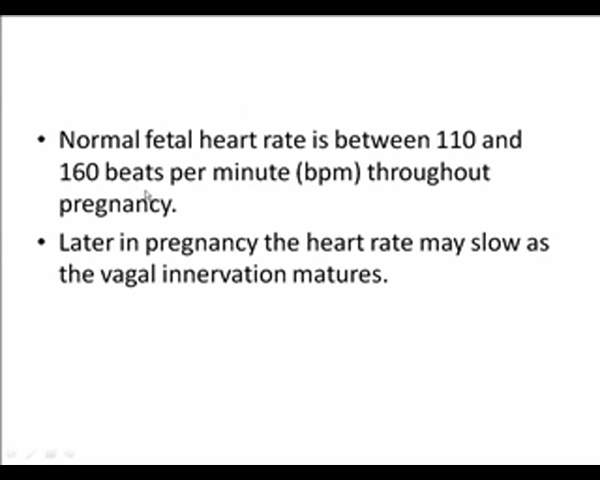 • Normal fetal heart rate is between 110 and
160 beats per minute (bpm) throughout
pregnancy.
• Later in pregnancy the heart rate may slow as
the vagal innervation matures.